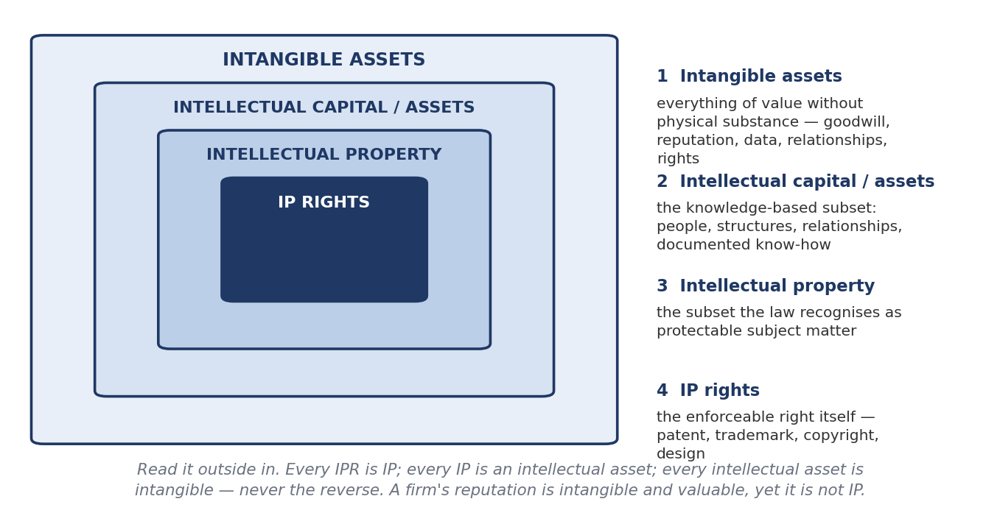 INTANGIBLE ASSETS
INTELLECTUAL CAPITAL / ASSETS
INTELLECTUAL PROPERTY
IP RIGHTS
1 Intangible assets
everything of value without
physical substance — goodwill,
reputation, data, relationships,
rights
2 Intellectual capital / assets
the knowledge-based subset:
people, structures, relationships,
documented know-how
3 Intellectual property
the subset the law recognises as
protectable subject matter
4 IP rights
the enforceable right itself —
patent, trademark, copyright,
design
Read it outside in. Every IPR is IP; every IP is an intellectual asset; every intellectual asset is
intangible — never the reverse. A firm's reputation is intangible and valuable, yet it is not IP.